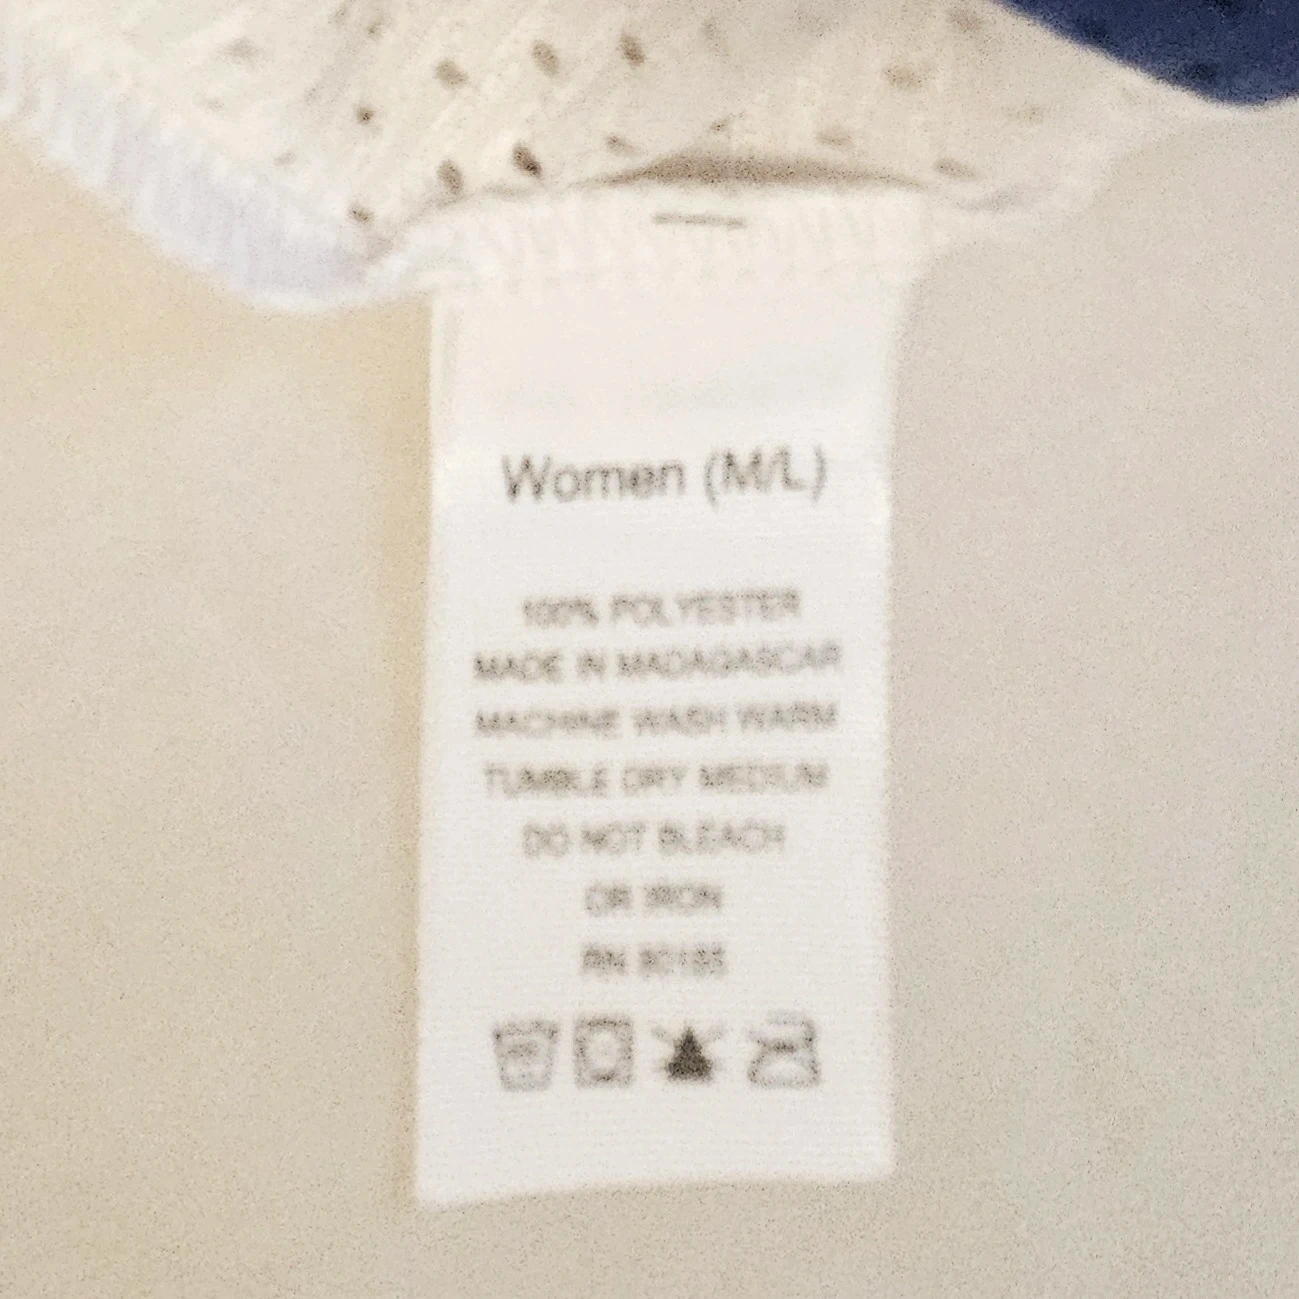 Women (M/L)
100% POLYESTER
MADE IN MADAGASCAR
MACHINE WASH WARM
TUMBLE DRY MEDIUM
DO NOT BLEACH
OR IRON
RN